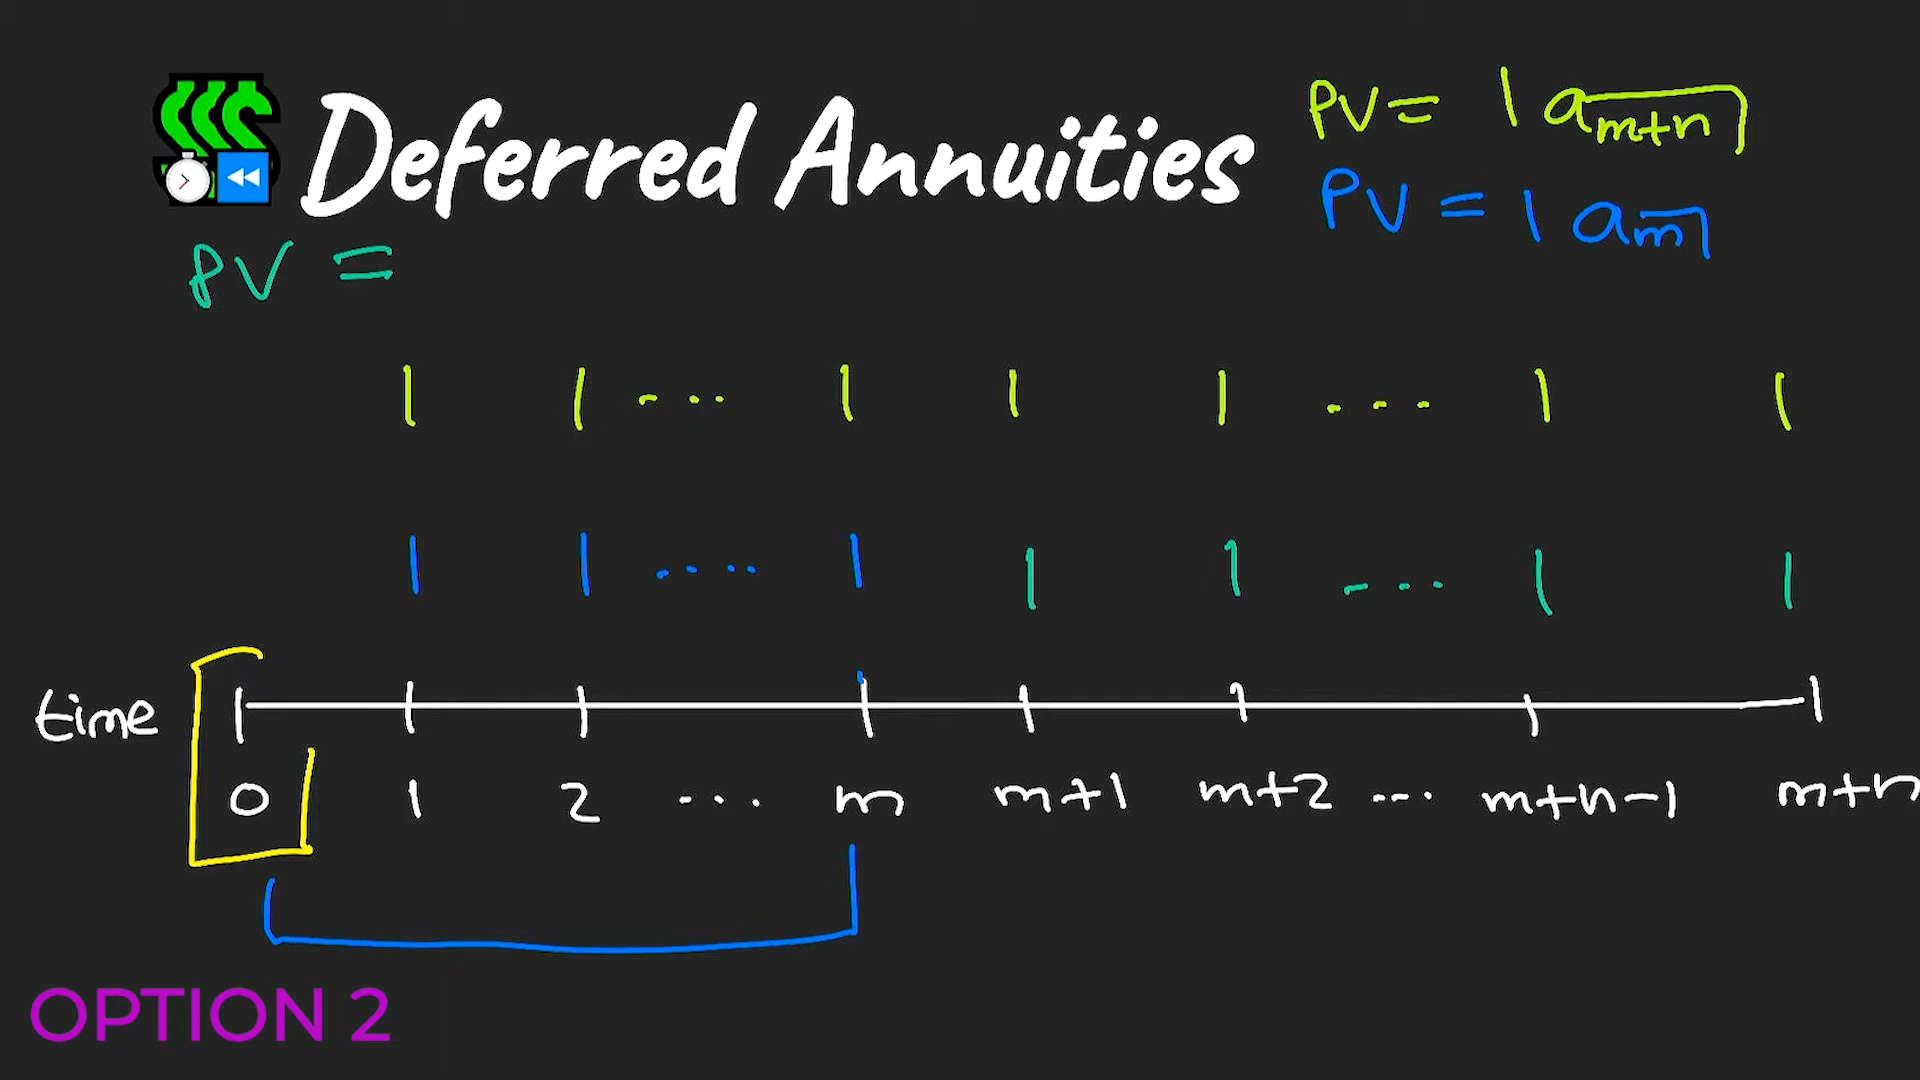 Deferred Annuities
PV = 1 a m+n
PV = 1 a m
PV =
1 1 ... 1 1 1 ... 1 1
1 1 .... 1 1 1 ... 1 1
time
0 1 2 ... m m+1 m+2 ... m+n-1 m+n
OPTION 2